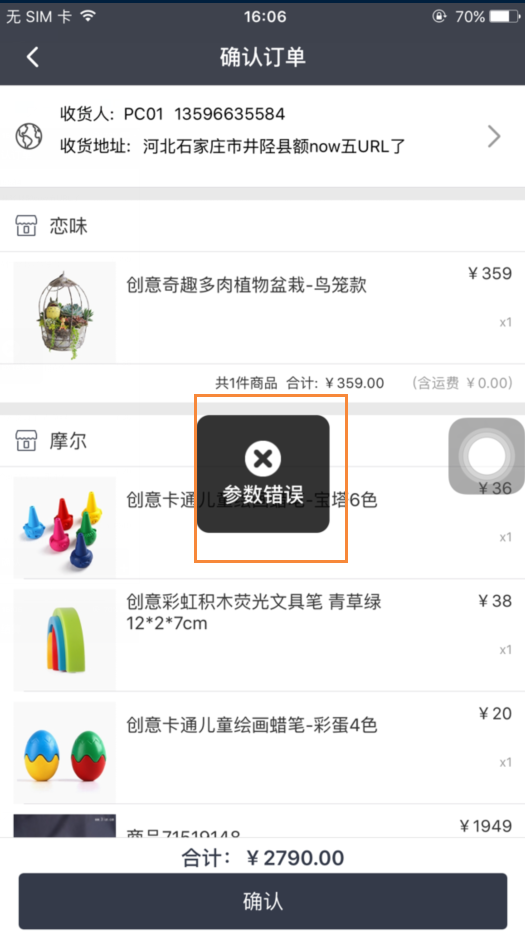 无 SIM 卡 16:06 70%
确认订单
收货人: PC01 13596635584
收货地址: 河北石家庄市井陉县额now五URL了
恋味
创意奇趣多肉植物盆栽-鸟笼款 ¥359
x1
共1件商品 合计: ¥359.00 (含运费 ¥0.00)
摩尔
参数错误
创意卡通儿童绘画蜡笔-宝塔6色 ¥36
x1
创意彩虹积木荧光文具笔 青草绿 ¥38
12*2*7cm
x1
创意卡通儿童绘画蜡笔-彩蛋4色 ¥20
x1
商品71519148 ¥1949
合计: ¥2790.00
确认